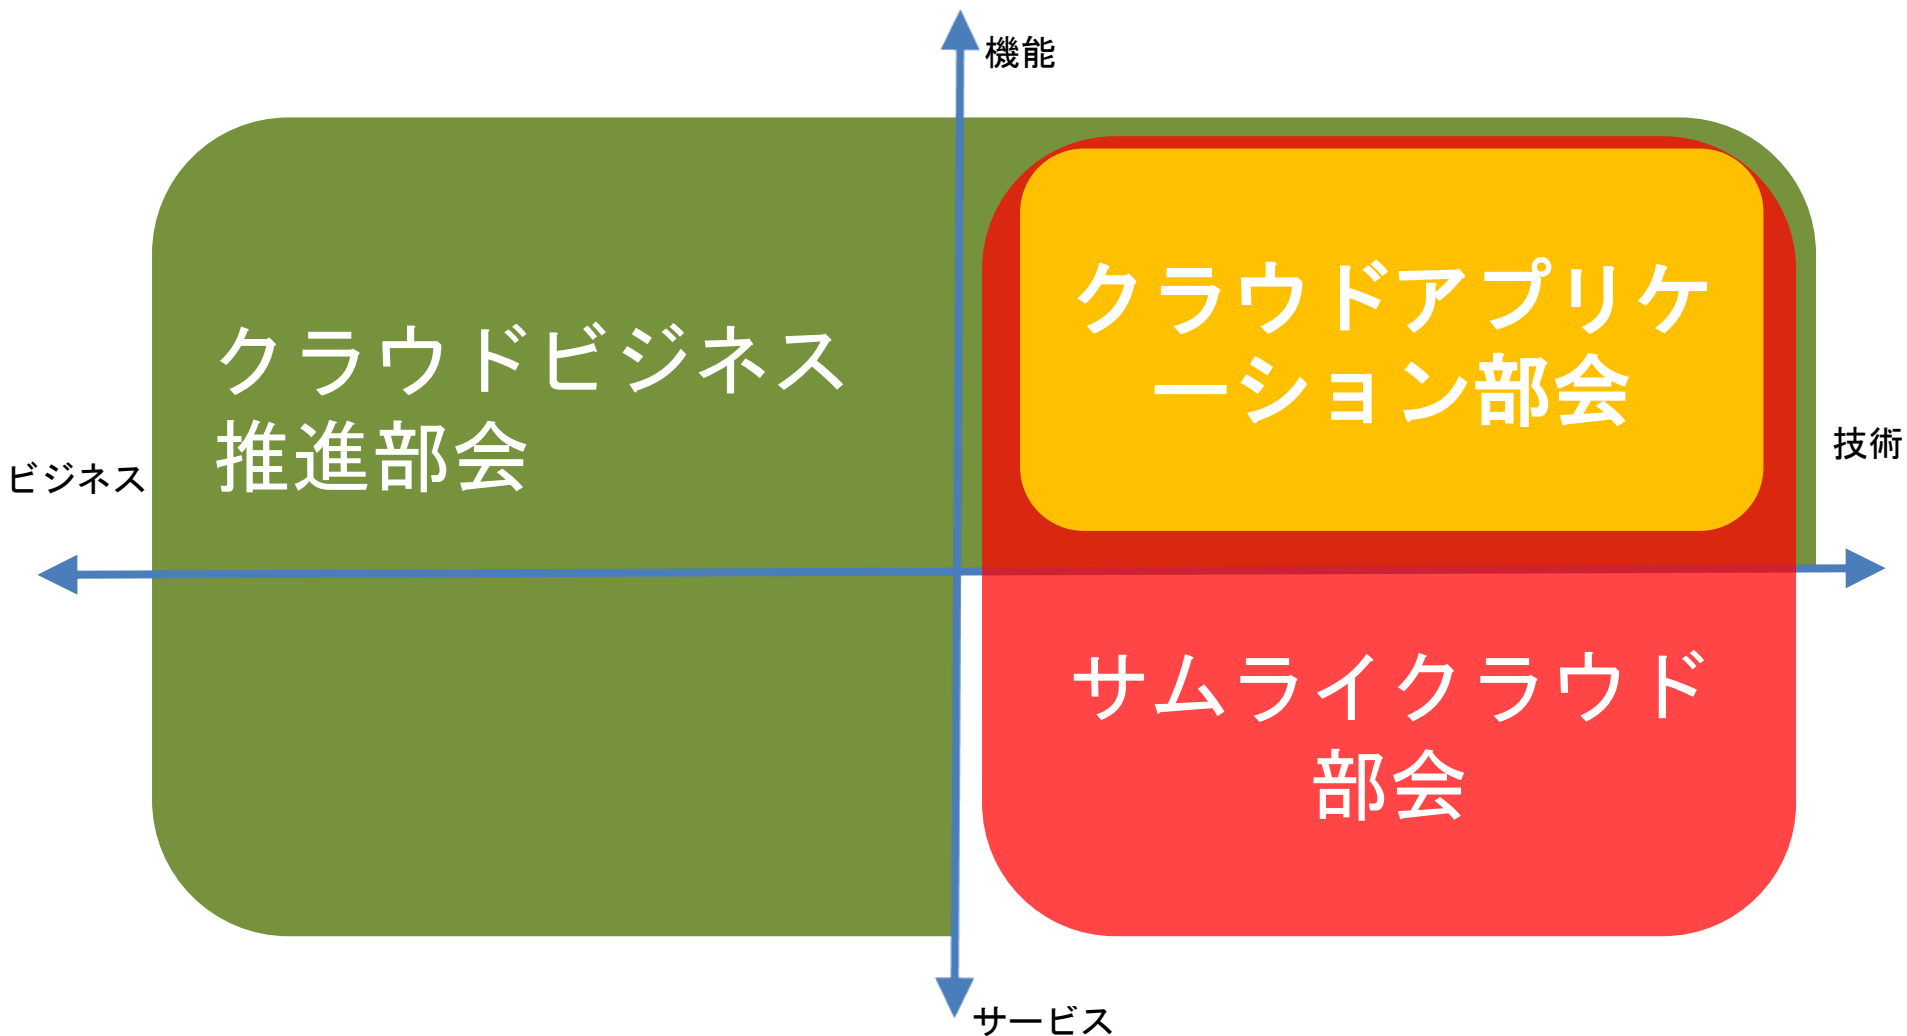 機能
クラウドアプリケ
ーション部会
クラウドビジネス
推進部会
ビジネス
技術
サムライクラウド
部会
サービス